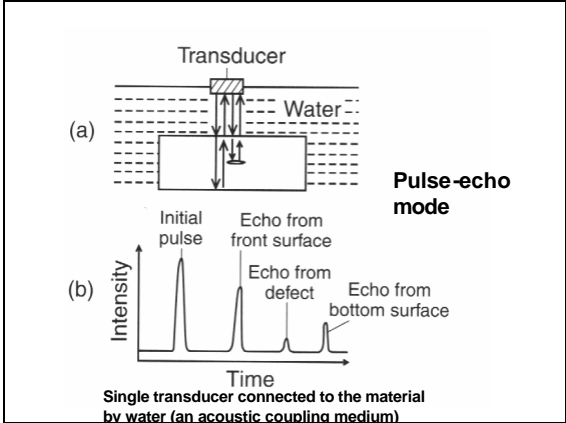 Transducer
Water
(a)
Pulse-echo
mode
Initial
pulse
Echo from
front surface
Echo from
defect
Echo from
bottom surface
(b)
Intensity
Time
Single transducer connected to the material
by water (an acoustic coupling medium)